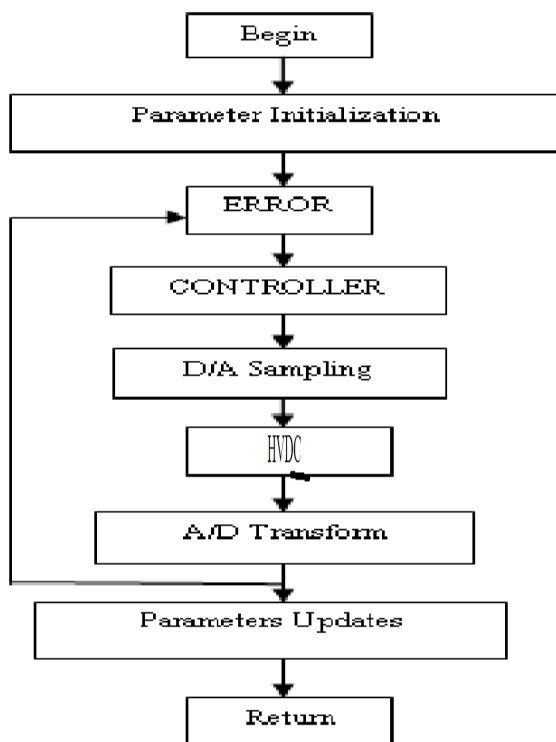 Begin
Parameter Initialization
ERROR
CONTROLLER
D/A Sampling
HVDC
A/D Transform
Parameters Updates
Return